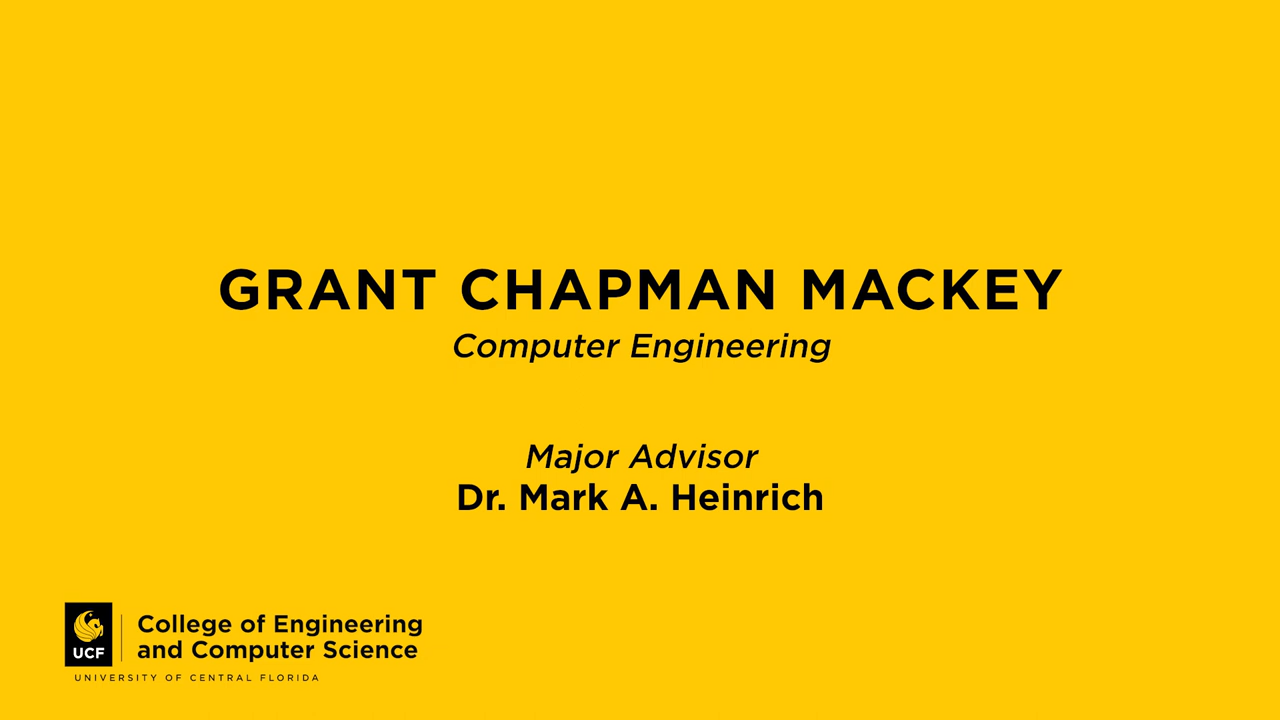 GRANT CHAPMAN MACKEY
Computer Engineering
Major Advisor
Dr. Mark A. Heinrich
UCF
College of Engineering
and Computer Science
UNIVERSITY OF CENTRAL FLORIDA